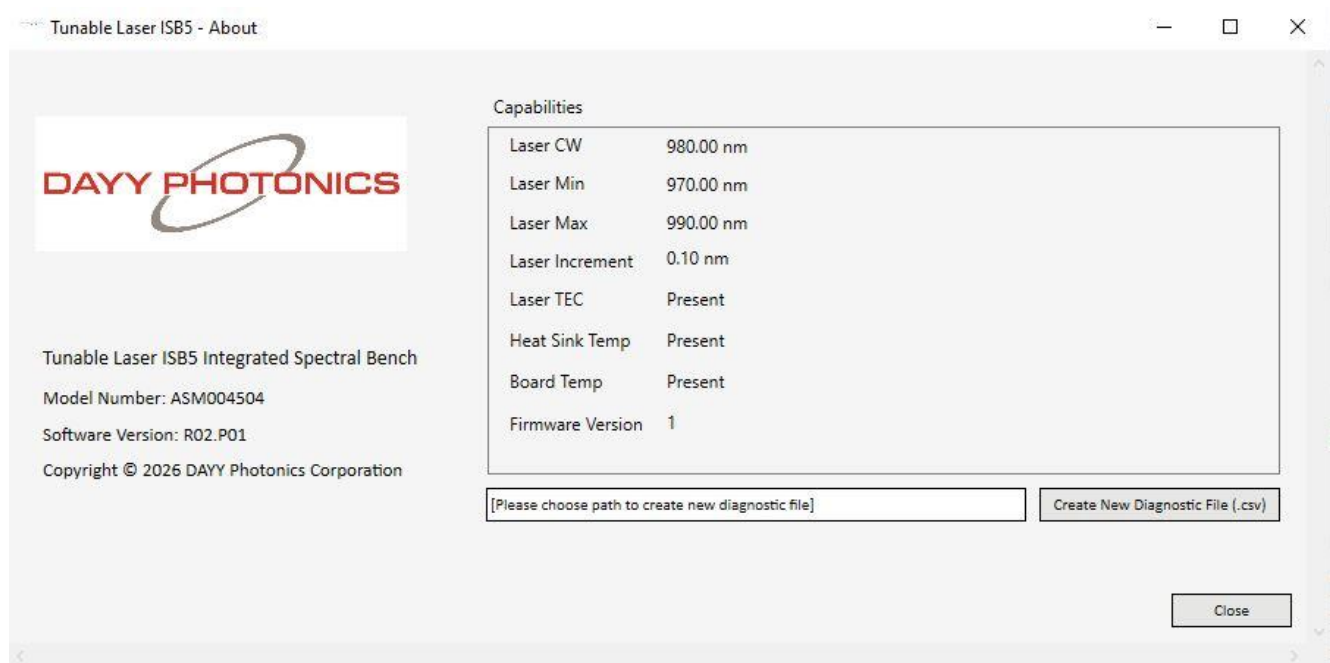 Tunable Laser ISB5 - About
DAYY PHOTONICS
Tunable Laser ISB5 Integrated Spectral Bench
Model Number: ASM004504
Software Version: R02.P01
Copyright © 2026 DAYY Photonics Corporation
Capabilities
Laser CW 980.00 nm
Laser Min 970.00 nm
Laser Max 990.00 nm
Laser Increment 0.10 nm
Laser TEC Present
Heat Sink Temp Present
Board Temp Present
Firmware Version 1
[Please choose path to create new diagnostic file]
Create New Diagnostic File (.csv)
Close